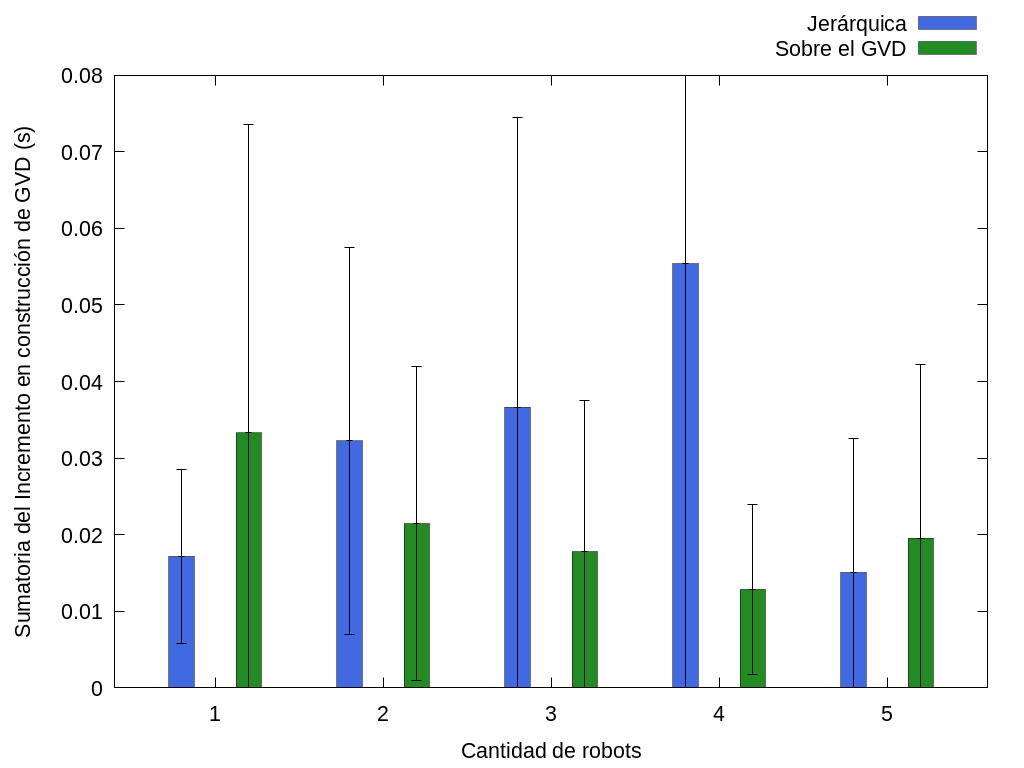 Jerárquica
Sobre el GVD
0.08
0.07
0.06
0.05
0.04
0.03
0.02
0.01
0
Sumatoria del Incremento en construcción de GVD (s)
1 2 3 4 5
Cantidad de robots